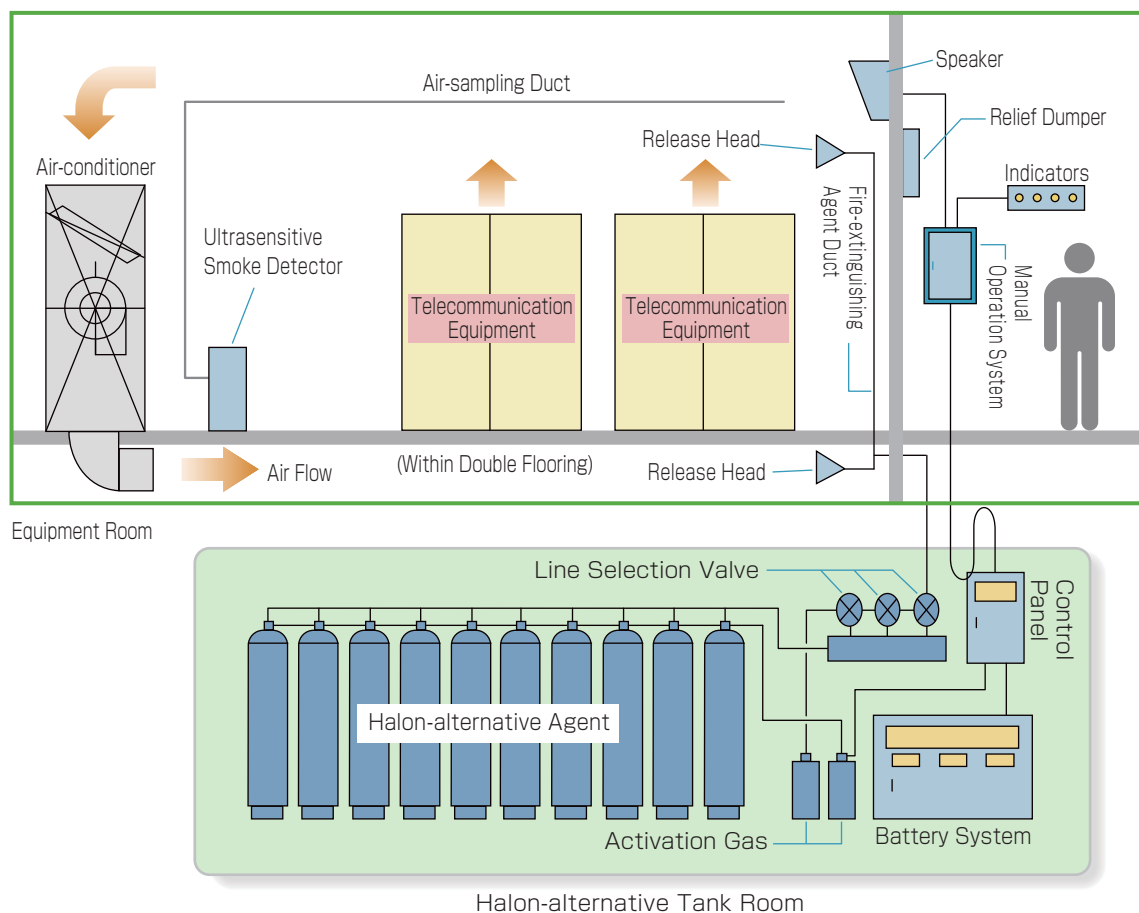 Speaker
Air-sampling Duct
Relief Dumper
Release Head
Air-conditioner
Indicators
Fire-extinguishing
Agent Duct
Ultrasensitive
Smoke Detector
Manual
Operation System
Telecommunication
Equipment
Telecommunication
Equipment
(Within Double Flooring)
Air Flow
Release Head
Equipment Room
Line Selection Valve
Control
Panel
Halon-alternative Agent
Activation Gas
Battery System
Halon-alternative Tank Room